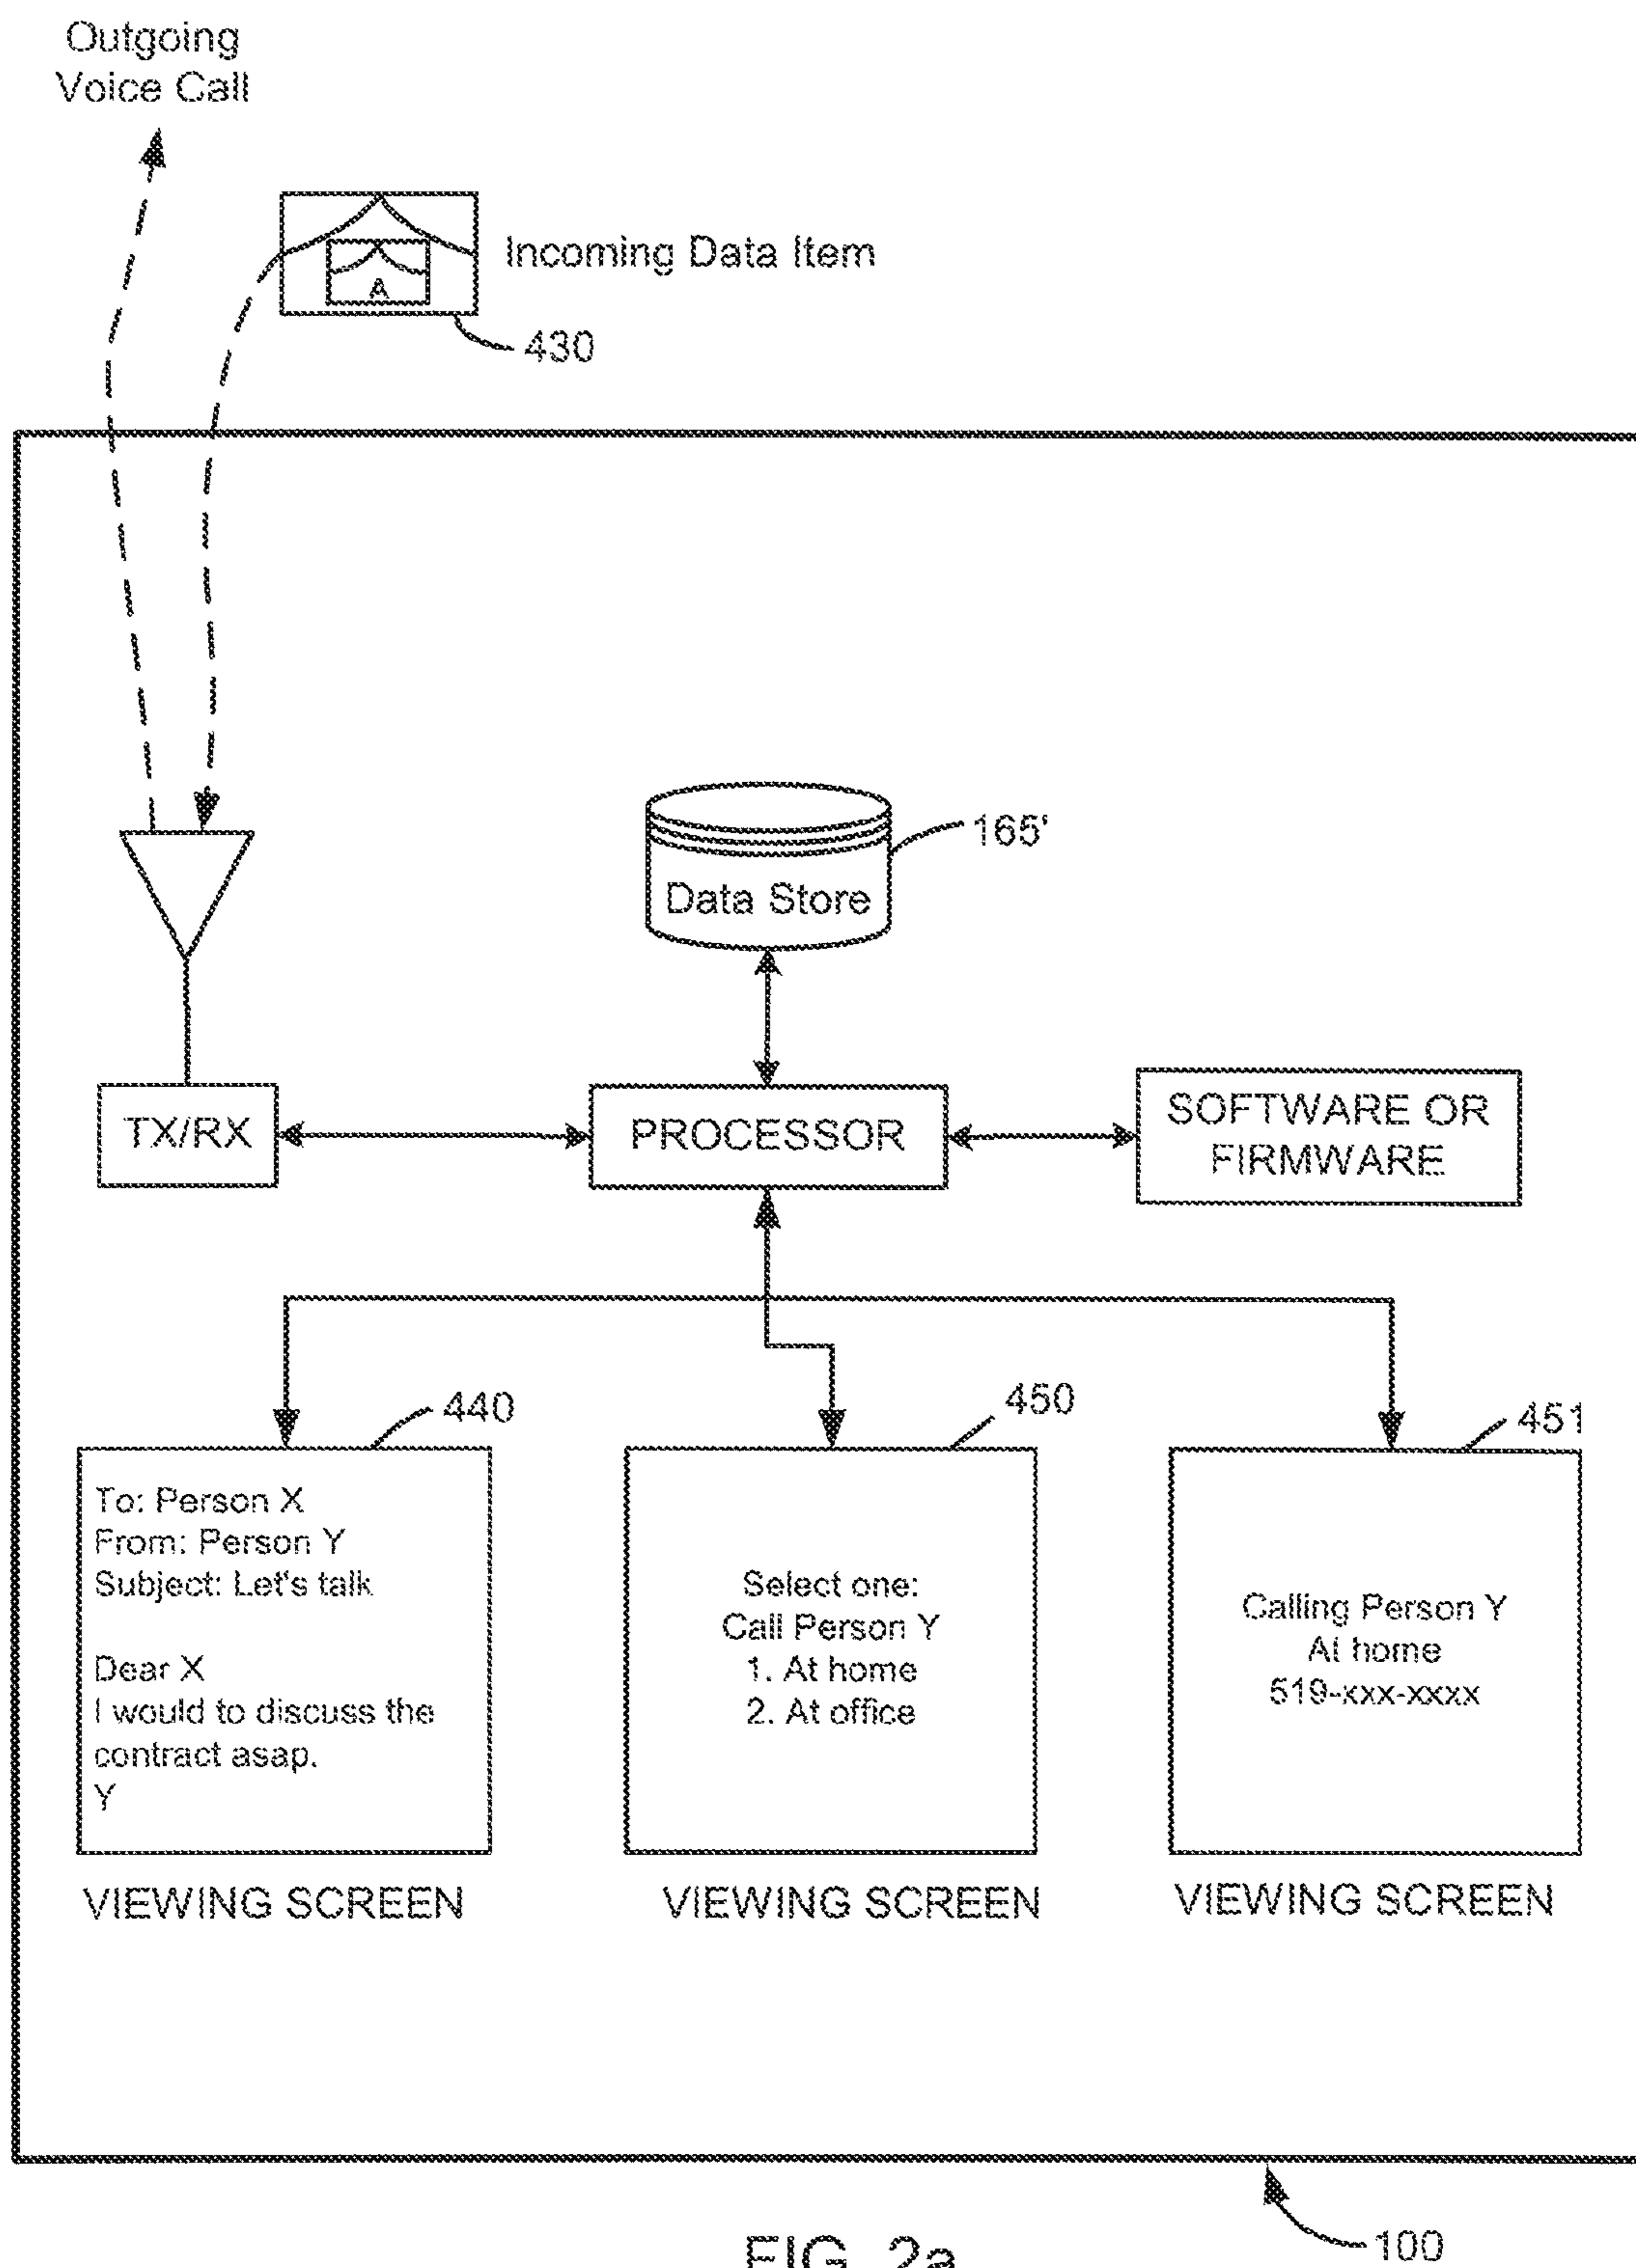 Outgoing
Voice Call
Incoming Data Item
A
430
165'
Data Store
TX/RX
PROCESSOR
SOFTWARE OR
FIRMWARE
440
450
451
To: Person X
From: Person Y
Subject: Let's talk
Dear X
I would to discuss the
contract asap.
Y
Select one:
Call Person Y
1. At home
2. At office
Calling Person Y
At home
519-xxx-xxxx
VIEWING SCREEN
VIEWING SCREEN
VIEWING SCREEN
100
FIG. 2a